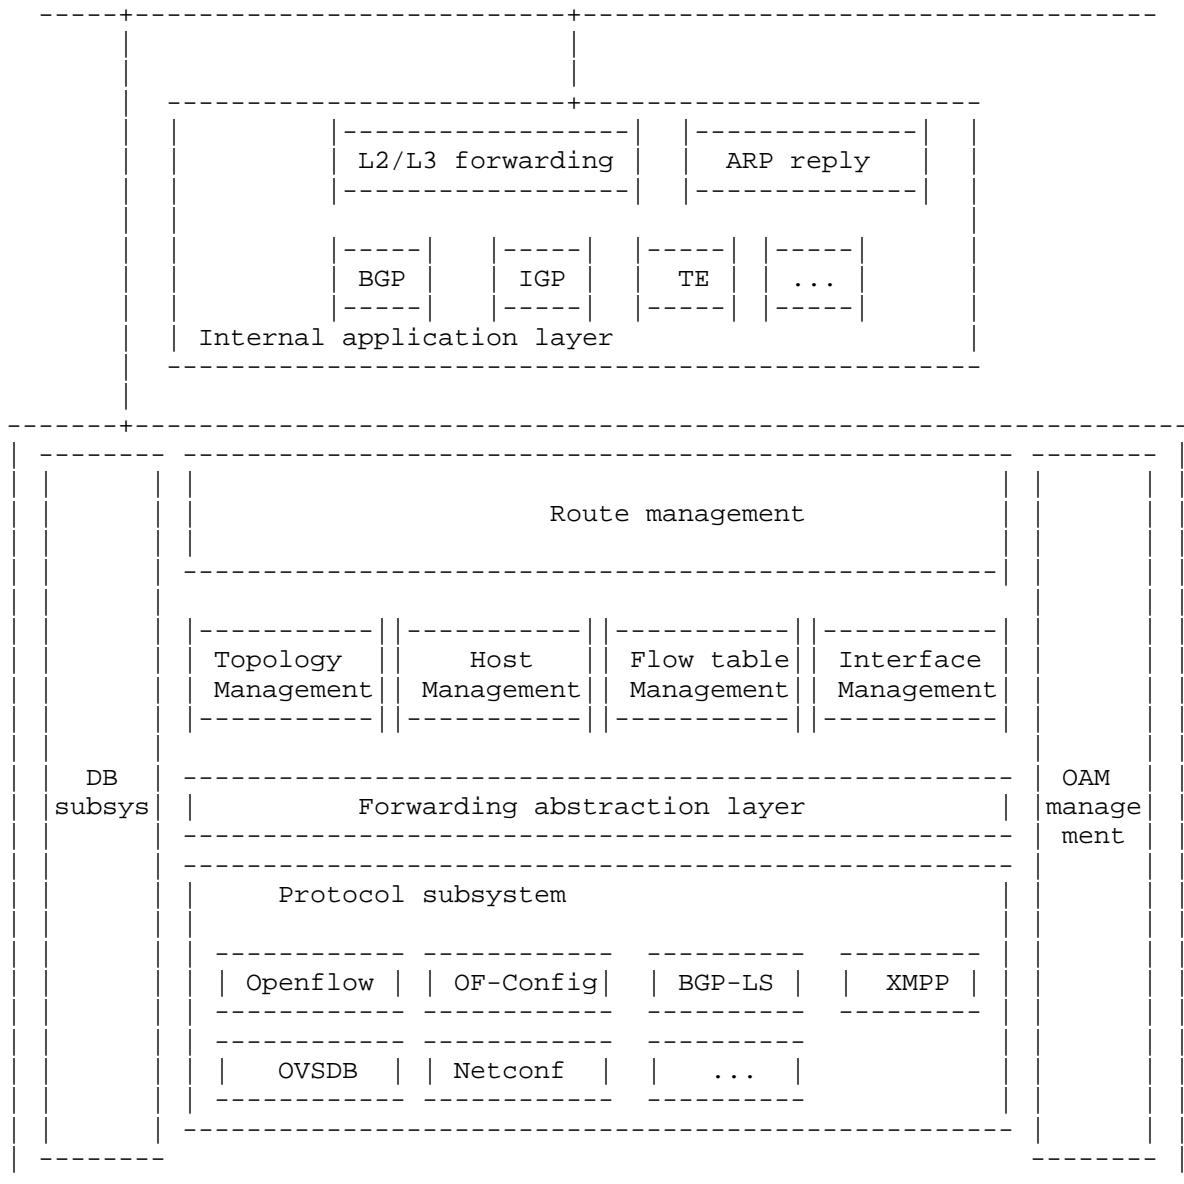 L2/L3 forwarding ARP reply
BGP IGP TE ...
Internal application layer
Route management
Topology Host Flow table Interface
Management Management Management Management
DB OAM
subsys Forwarding abstraction layer manage
ment
Protocol subsystem
Openflow OF-Config BGP-LS XMPP
OVSDB Netconf ...